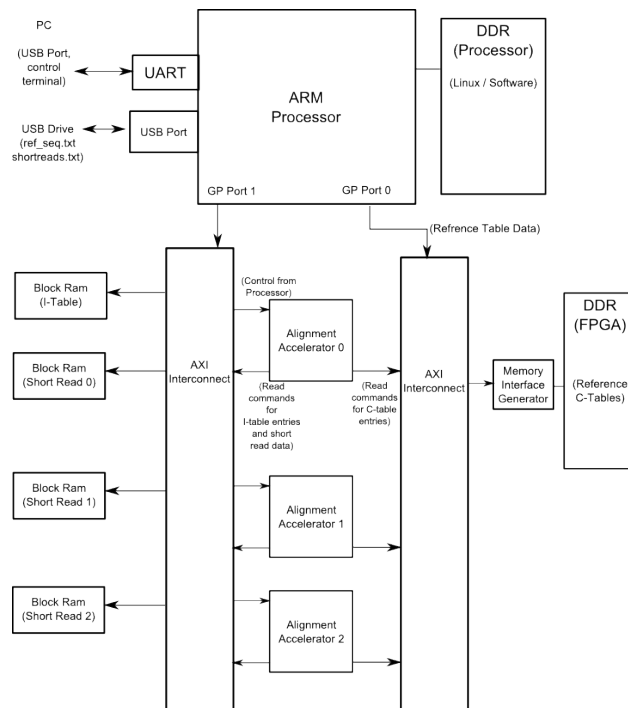 PC
(USB Port,
control
terminal)
UART
USB Drive
(ref_seq.txt
shortreads.txt)
USB Port
ARM
Processor
GP Port 1
GP Port 0
DDR
(Processor)
(Linux / Software)
(Refrence Table Data)
Block Ram
(I-Table)
Block Ram
(Short Read 0)
Block Ram
(Short Read 1)
Block Ram
(Short Read 2)
AXI
Interconnect
(Control from
Processor)
Alignment
Accelerator 0
(Read
commands
for
I-table entries
and short
read data)
(Read
commands
for C-table
entries)
Alignment
Accelerator 1
Alignment
Accelerator 2
AXI
Interconnect
Memory
Interface
Generator
DDR
(FPGA)
(Reference
C-Tables)